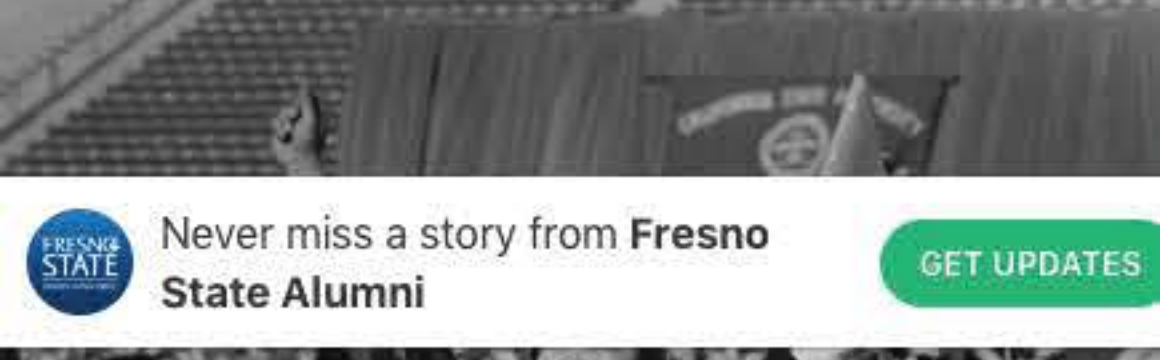 FRESNO
STATE
Never miss a story from Fresno
State Alumni
GET UPDATES